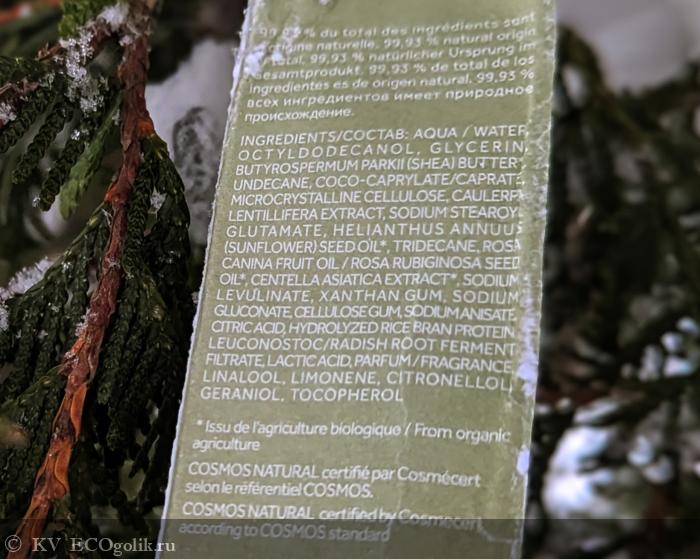 99,93 % du total des ingrédients sont
d'origine naturelle. 99,93 % natural origin
of total. 99,93 % natürlicher Ursprung im
Gesamtprodukt. 99,93 % de total de los
ingredientes es de origen natural. 99,93 %
всех ингредиентов имеет природное
происхождение.
INGREDIENTS/СОСТАВ: AQUA / WATER,
OCTYLDODECANOL, GLYCERIN,
BUTYROSPERMUM PARKII (SHEA) BUTTER,
UNDECANE, COCO-CAPRYLATE/CAPRATE,
MICROCRYSTALLINE CELLULOSE, CAULERPA
LENTILLIFERA EXTRACT, SODIUM STEAROYL
GLUTAMATE, HELIANTHUS ANNUUS
(SUNFLOWER) SEED OIL*, TRIDECANE, ROSA
CANINA FRUIT OIL / ROSA RUBIGINOSA SEED
OIL*, CENTELLA ASIATICA EXTRACT*, SODIUM
LEVULINATE, XANTHAN GUM, SODIUM
GLUCONATE, CELLULOSE GUM, SODIUM ANISATE,
CITRIC ACID, HYDROLYZED RICE BRAN PROTEIN,
LEUCONOSTOC/RADISH ROOT FERMENT
FILTRATE, LACTIC ACID, PARFUM / FRAGRANCE,
LINALOOL, LIMONENE, CITRONELLOL,
GERANIOL, TOCOPHEROL
* Issu de l'agriculture biologique / From organic
agriculture
COSMOS NATURAL certifié par Cosmécert
selon le référentiel COSMOS.
COSMOS NATURAL certified by Cosmécert
according to COSMOS standard
© KV ECOgolik.ru